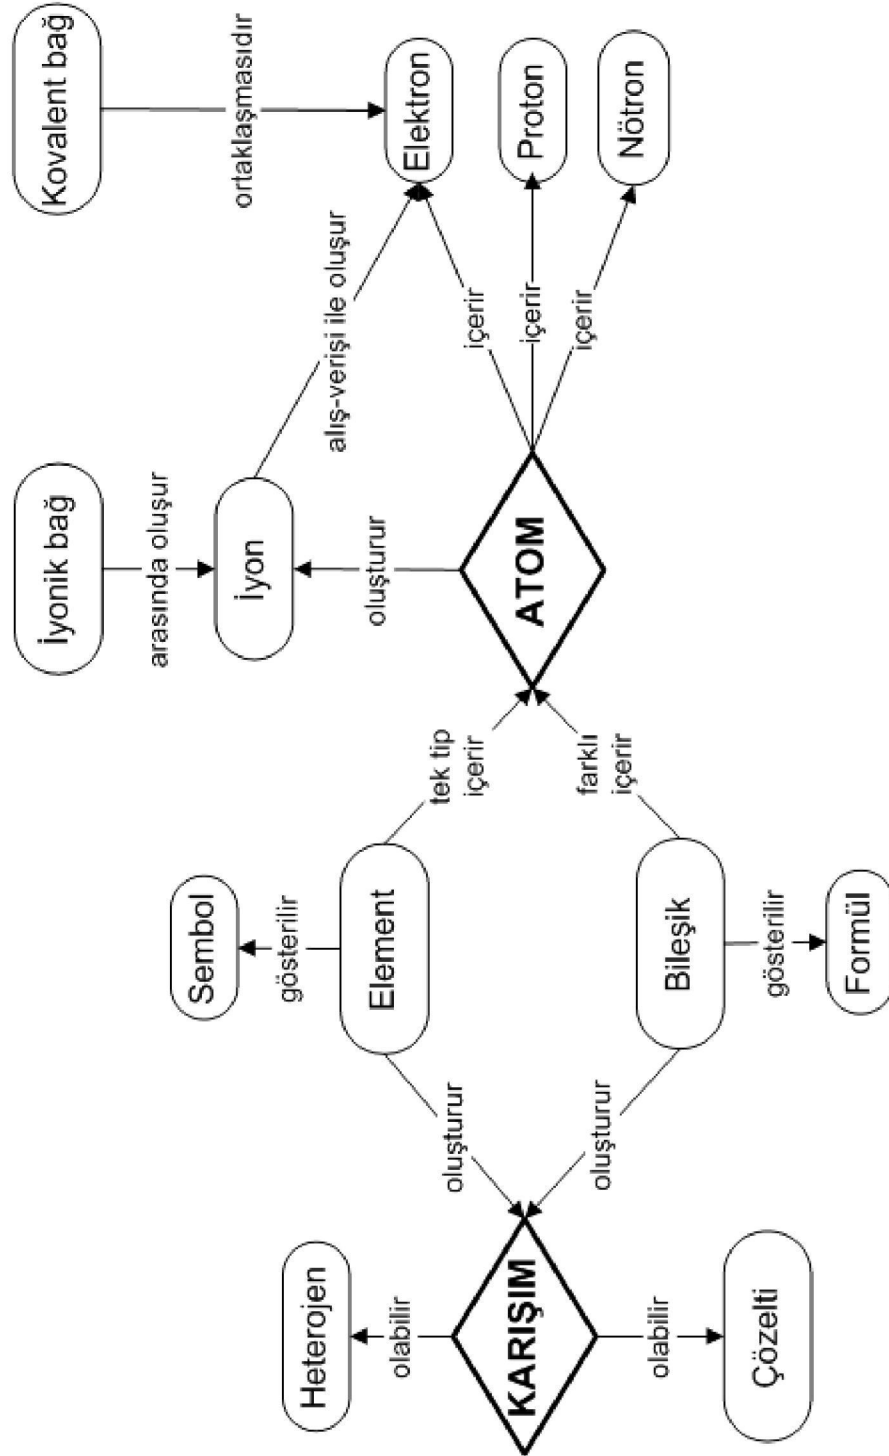 Kovalent bağ
ortaklaşmasıdır
Elektron
Proton
Nötron
alış-verişi ile oluşur
içerir
içerir
içerir
İyonik bağ
arasında oluşur
İyon
oluşturur
ATOM
tek tip
içerir
farklı
içerir
Sembol
gösterilir
Element
Bileşik
gösterilir
Formül
oluşturur
oluşturur
Heterojen
olabilir
KARIŞIM
olabilir
Çözelti